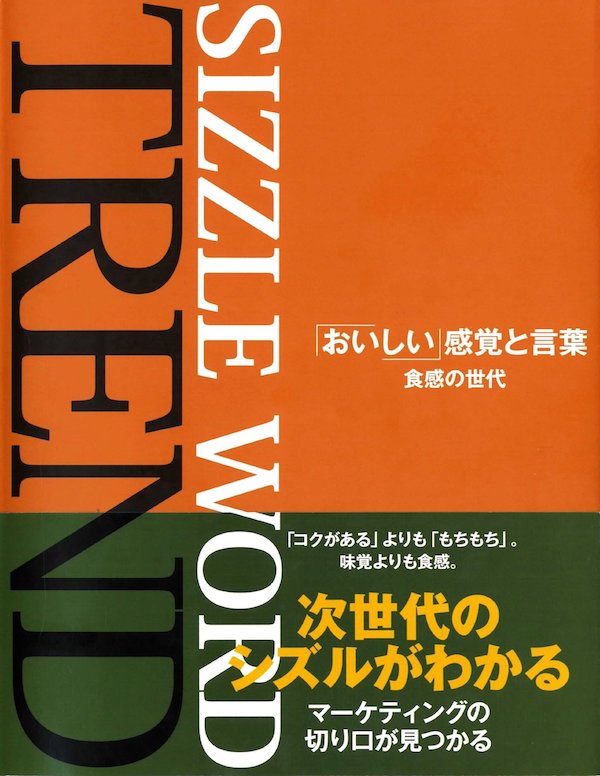 SIZZLE WORD
TREND
「おいしい」感覚と言葉
食感の世代
「コクがある」よりも「もちもち」。
味覚よりも食感。
次世代の
シズルがわかる
マーケティングの
切り口が見つかる